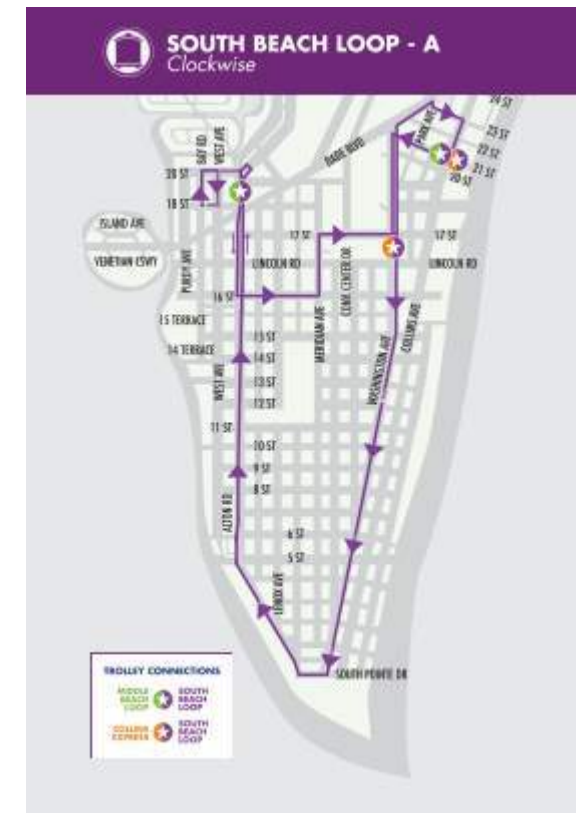 SOUTH BEACH LOOP - A
Clockwise
24 ST
PARK AVE
23 ST
22 ST
21 ST
20 ST
BAY RD
WEST AVE
DADE BLVD
20 ST
18 ST
ISLAND AVE
17 ST
17 ST
VENETIAN CSWY
PURDY AVE
LINCOLN RD
LINCOLN RD
CONV. CENTER DR
16 ST
MERIDIAN AVE
COLLINS AVE
WASHINGTON AVE
15 TERRACE
15 ST
14 TERRACE
14 ST
WEST AVE
13 ST
12 ST
11 ST
10 ST
9 ST
8 ST
ALTON RD
6 ST
5 ST
LENOX AVE
SOUTH POINTE DR
TROLLEY CONNECTIONS
MIDDLE BEACH LOOP
SOUTH BEACH LOOP
COLLINS EXPRESS
SOUTH BEACH LOOP